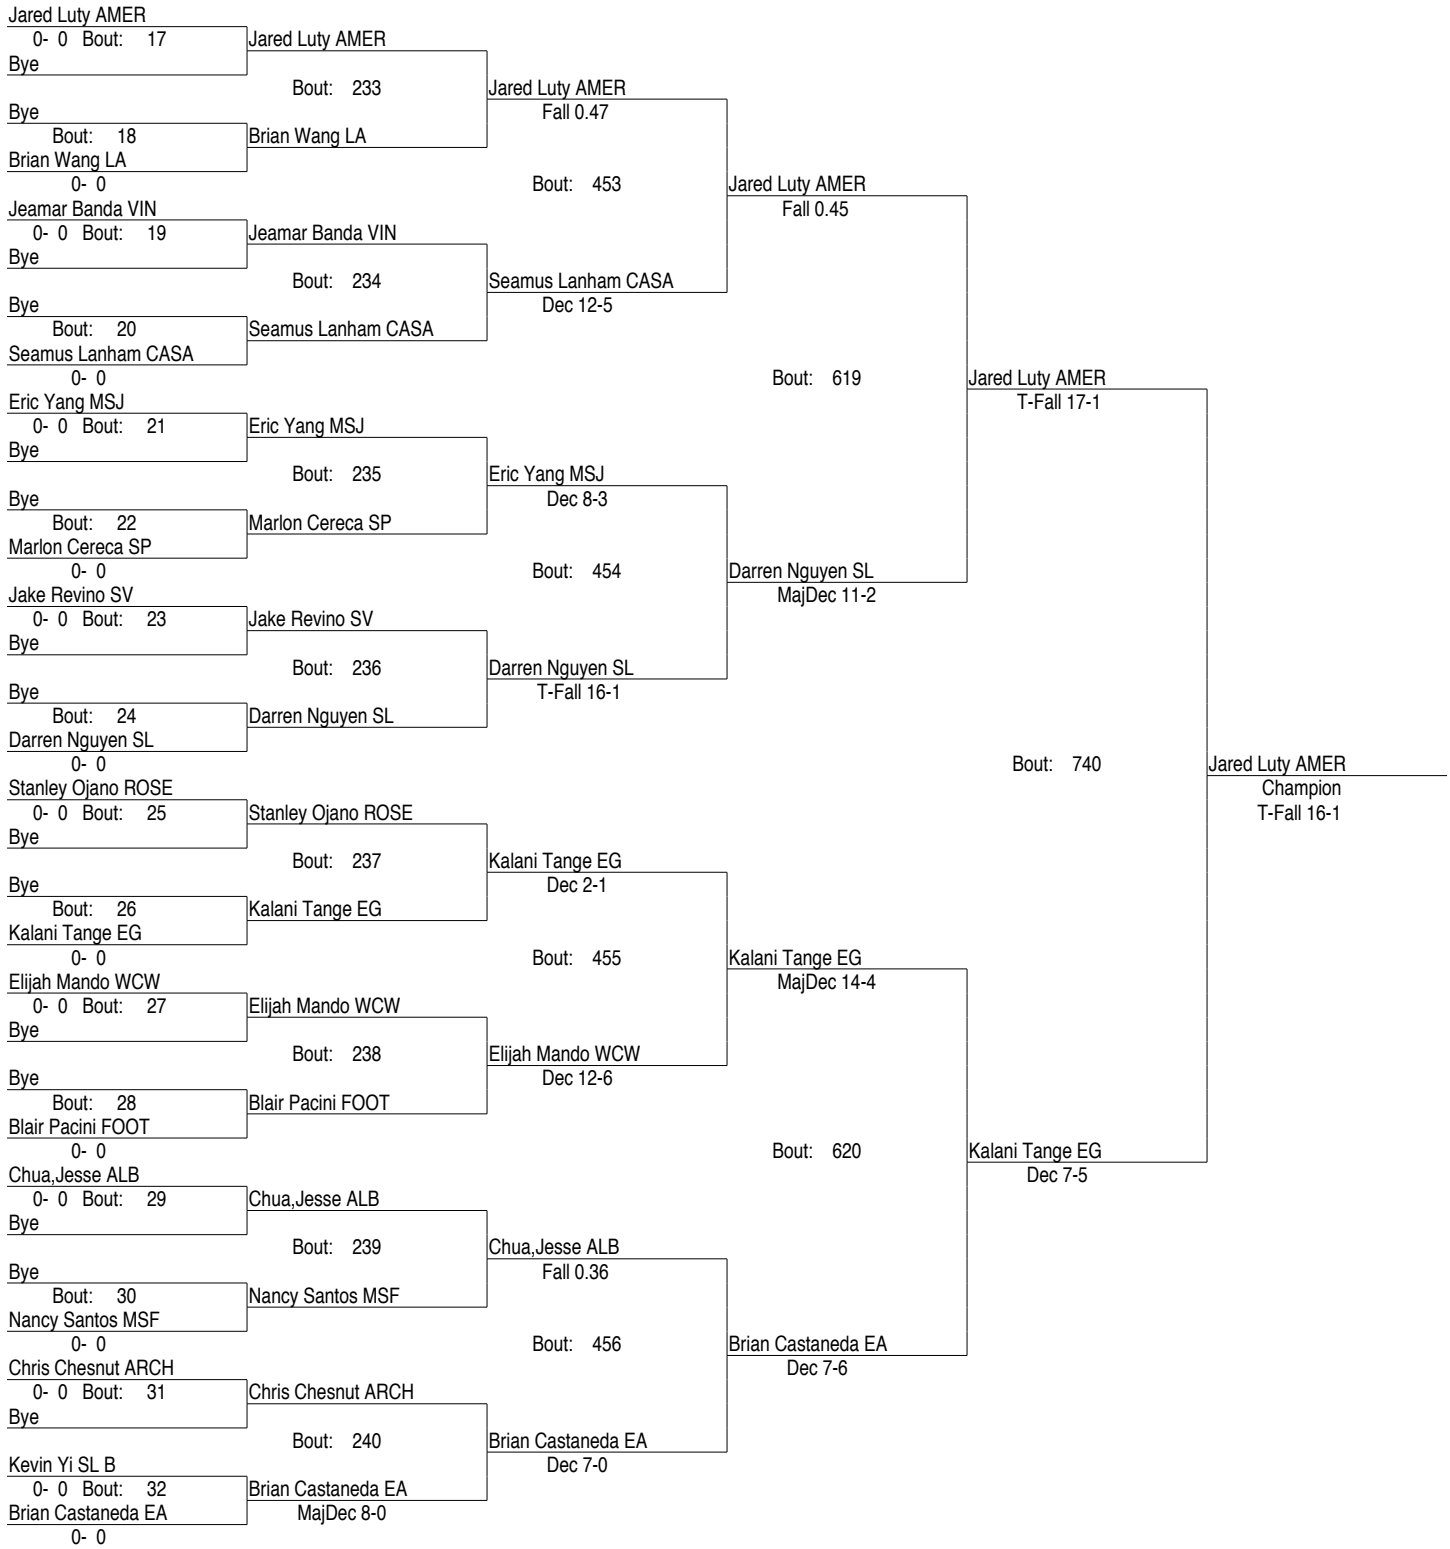 Jared Luty AMER
0- 0 Bout: 17 Jared Luty AMER
Bye
Bout: 233 Jared Luty AMER
Bye Fall 0.47
Bout: 18 Brian Wang LA
Brian Wang LA
0- 0 Bout: 453 Jared Luty AMER
Jeamar Banda VIN Fall 0.45
0- 0 Bout: 19 Jeamar Banda VIN
Bye
Bout: 234 Seamus Lanham CASA
Bye Dec 12-5
Bout: 20 Seamus Lanham CASA
Seamus Lanham CASA
0- 0 Bout: 619 Jared Luty AMER
Eric Yang MSJ T-Fall 17-1
0- 0 Bout: 21 Eric Yang MSJ
Bye
Bout: 235 Eric Yang MSJ
Bye Dec 8-3
Bout: 22 Marlon Cereca SP
Marlon Cereca SP
0- 0 Bout: 454 Darren Nguyen SL
Jake Revino SV MajDec 11-2
0- 0 Bout: 23 Jake Revino SV
Bye
Bout: 236 Darren Nguyen SL
Bye T-Fall 16-1
Bout: 24 Darren Nguyen SL
Darren Nguyen SL
0- 0 Bout: 740 Jared Luty AMER
Stanley Ojano ROSE Champion
0- 0 Bout: 25 Stanley Ojano ROSE T-Fall 16-1
Bye
Bout: 237 Kalani Tange EG
Bye Dec 2-1
Bout: 26 Kalani Tange EG
Kalani Tange EG
0- 0 Bout: 455 Kalani Tange EG
Elijah Mando WCW MajDec 14-4
0- 0 Bout: 27 Elijah Mando WCW
Bye
Bout: 238 Elijah Mando WCW
Bye Dec 12-6
Bout: 28 Blair Pacini FOOT
Blair Pacini FOOT
0- 0 Bout: 620 Kalani Tange EG
Chua,Jesse ALB Dec 7-5
0- 0 Bout: 29 Chua,Jesse ALB
Bye
Bout: 239 Chua,Jesse ALB
Bye Fall 0.36
Bout: 30 Nancy Santos MSF
Nancy Santos MSF
0- 0 Bout: 456 Brian Castaneda EA
Chris Chesnut ARCH Dec 7-6
0- 0 Bout: 31 Chris Chesnut ARCH
Bye
Bout: 240 Brian Castaneda EA
Kevin Yi SL B Dec 7-0
0- 0 Bout: 32 Brian Castaneda EA
Brian Castaneda EA MajDec 8-0
0- 0